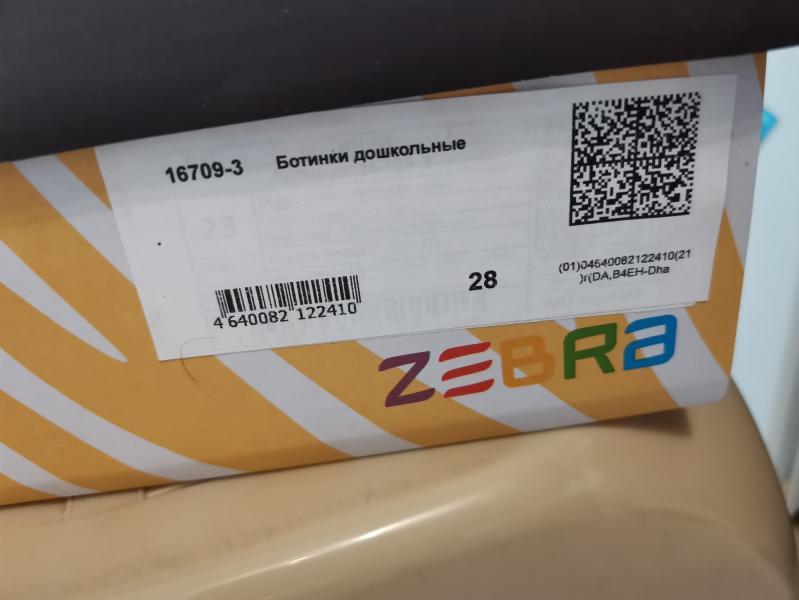 16709-3 Ботинки дошкольные
28
(01)04640082122410(21
)r(DA,B4EH-Dha
4 640082 122410
ZEBRA